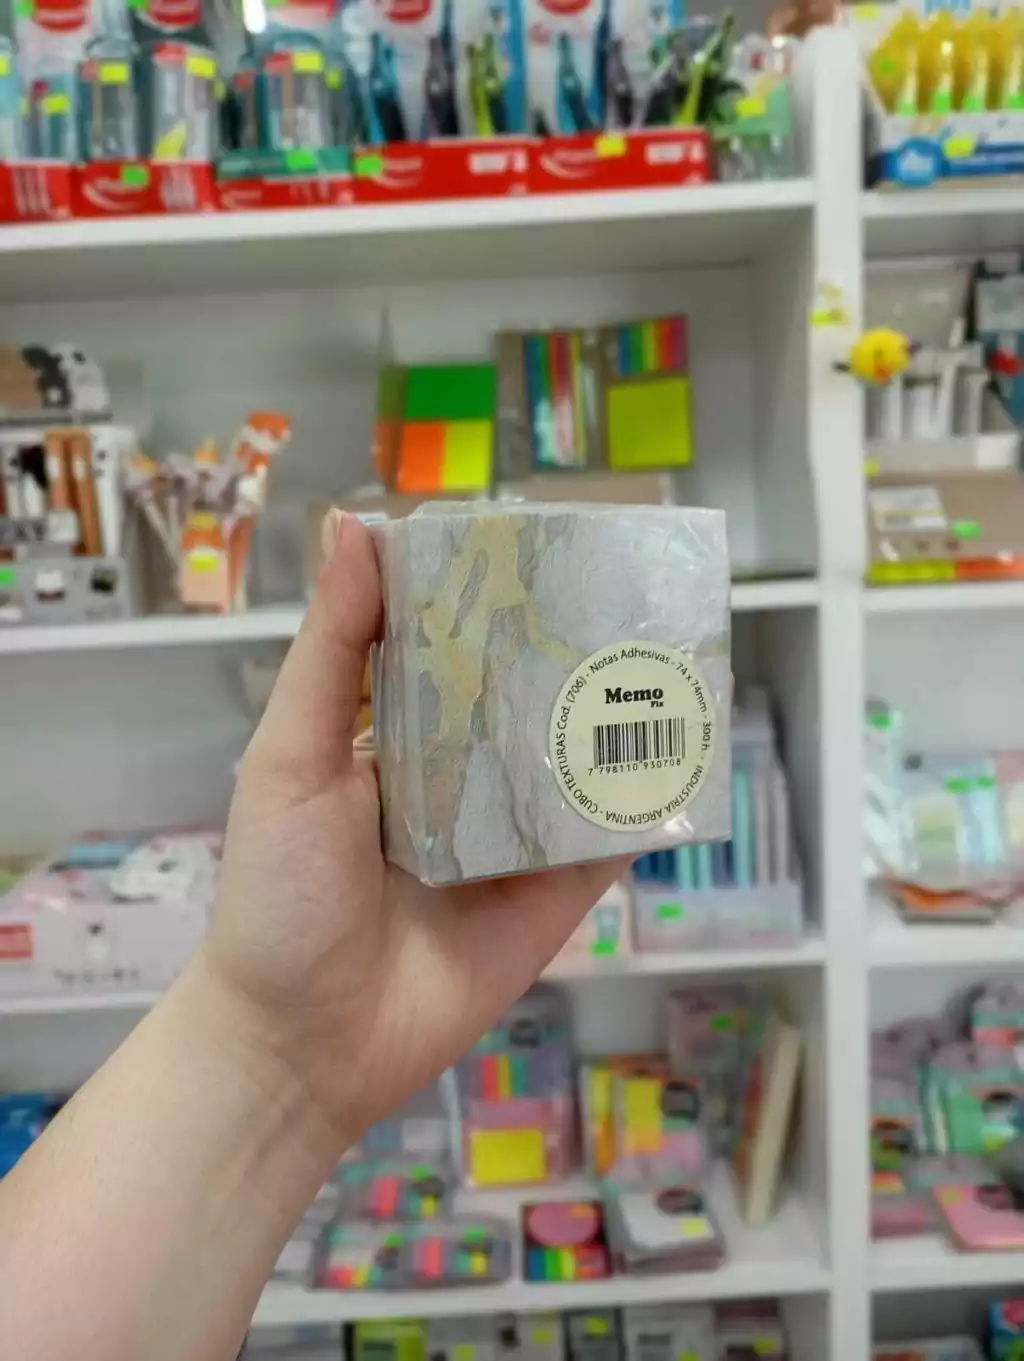 CUBO TEXTURAS Cod. (706) - Notas Adhesivas - 74 x 74mm - 300 h. - INDUSTRIA ARGENTINA -
Memo
Fix
7 798110 930708